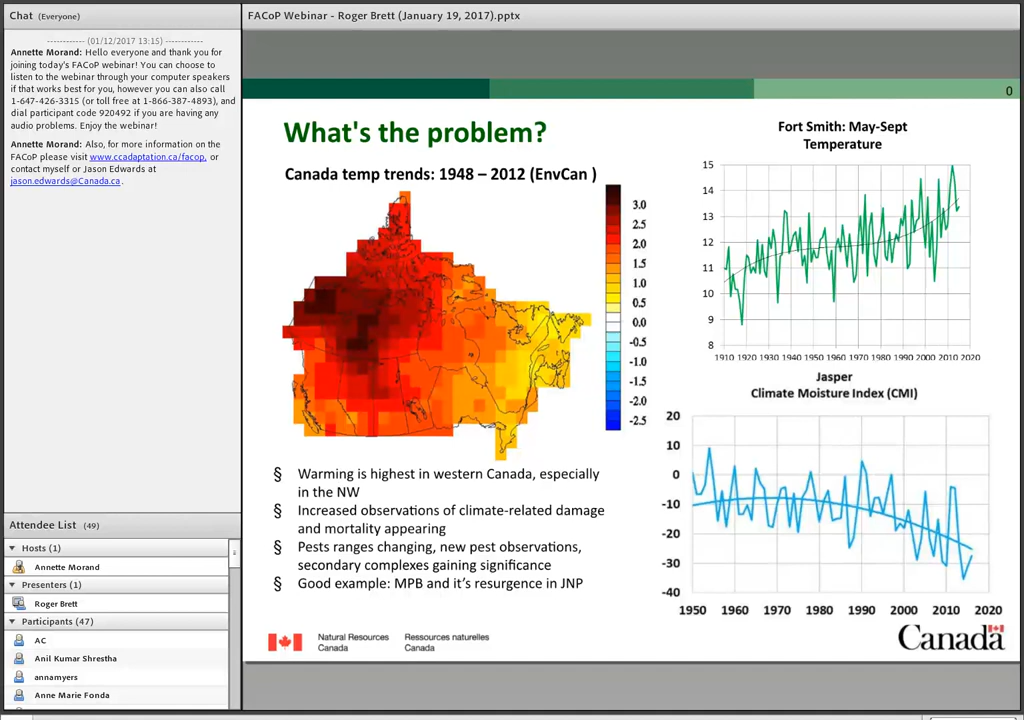 Chat (Everyone)
------------ (01/12/2017 13:15) -----------
Annette Morand: Hello everyone and thank you for
joining today's FACoP webinar! You can choose to
listen to the webinar through your computer speakers
if that works best for you, however you can also call
1-647-426-3315 (or toll free at 1-866-387-4893), and
dial participant code 920492 if you are having any
audio problems. Enjoy the webinar!
Annette Morand: Also, for more information on the
FACoP please visit www.ccadaptation.ca/facop, or
contact myself or Jason Edwards at
jason.edwards@Canada.ca.
Attendee List (49)
Hosts (1)
Annette Morand
Presenters (1)
Roger Brett
Participants (47)
AC
Anil Kumar Shrestha
annamyers
Anne Marie Fonda
FACoP Webinar - Roger Brett (January 19, 2017).pptx
0
What's the problem?
Canada temp trends: 1948 – 2012 (EnvCan )
3.0
2.5
2.0
1.5
1.0
0.5
0.0
-0.5
-1.0
-1.5
-2.0
-2.5
§ Warming is highest in western Canada, especially
in the NW
§ Increased observations of climate-related damage
and mortality appearing
§ Pests ranges changing, new pest observations,
secondary complexes gaining significance
§ Good example: MPB and it's resurgence in JNP
Fort Smith: May-Sept
Temperature
15
14
13
12
11
10
9
8
1910 1920 1930 1940 1950 1960 1970 1980 1990 2000 2010 2020
Jasper
Climate Moisture Index (CMI)
20
10
0
-10
-20
-30
-40
1950 1960 1970 1980 1990 2000 2010 2020
Natural Resources Ressources naturelles
Canada Canada
Canada